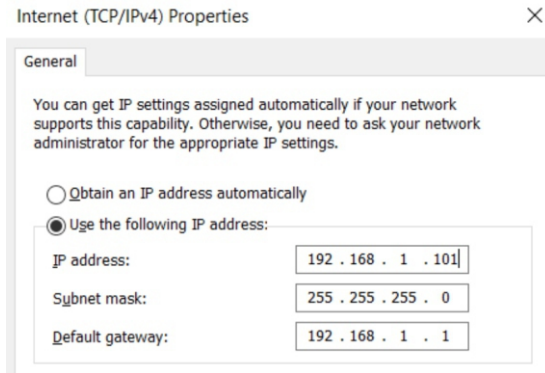 Internet (TCP/IPv4) Properties
General
You can get IP settings assigned automatically if your network
supports this capability. Otherwise, you need to ask your network
administrator for the appropriate IP settings.
Obtain an IP address automatically
Use the following IP address:
IP address: 192 . 168 . 1 . 101
Subnet mask: 255 . 255 . 255 . 0
Default gateway: 192 . 168 . 1 . 1